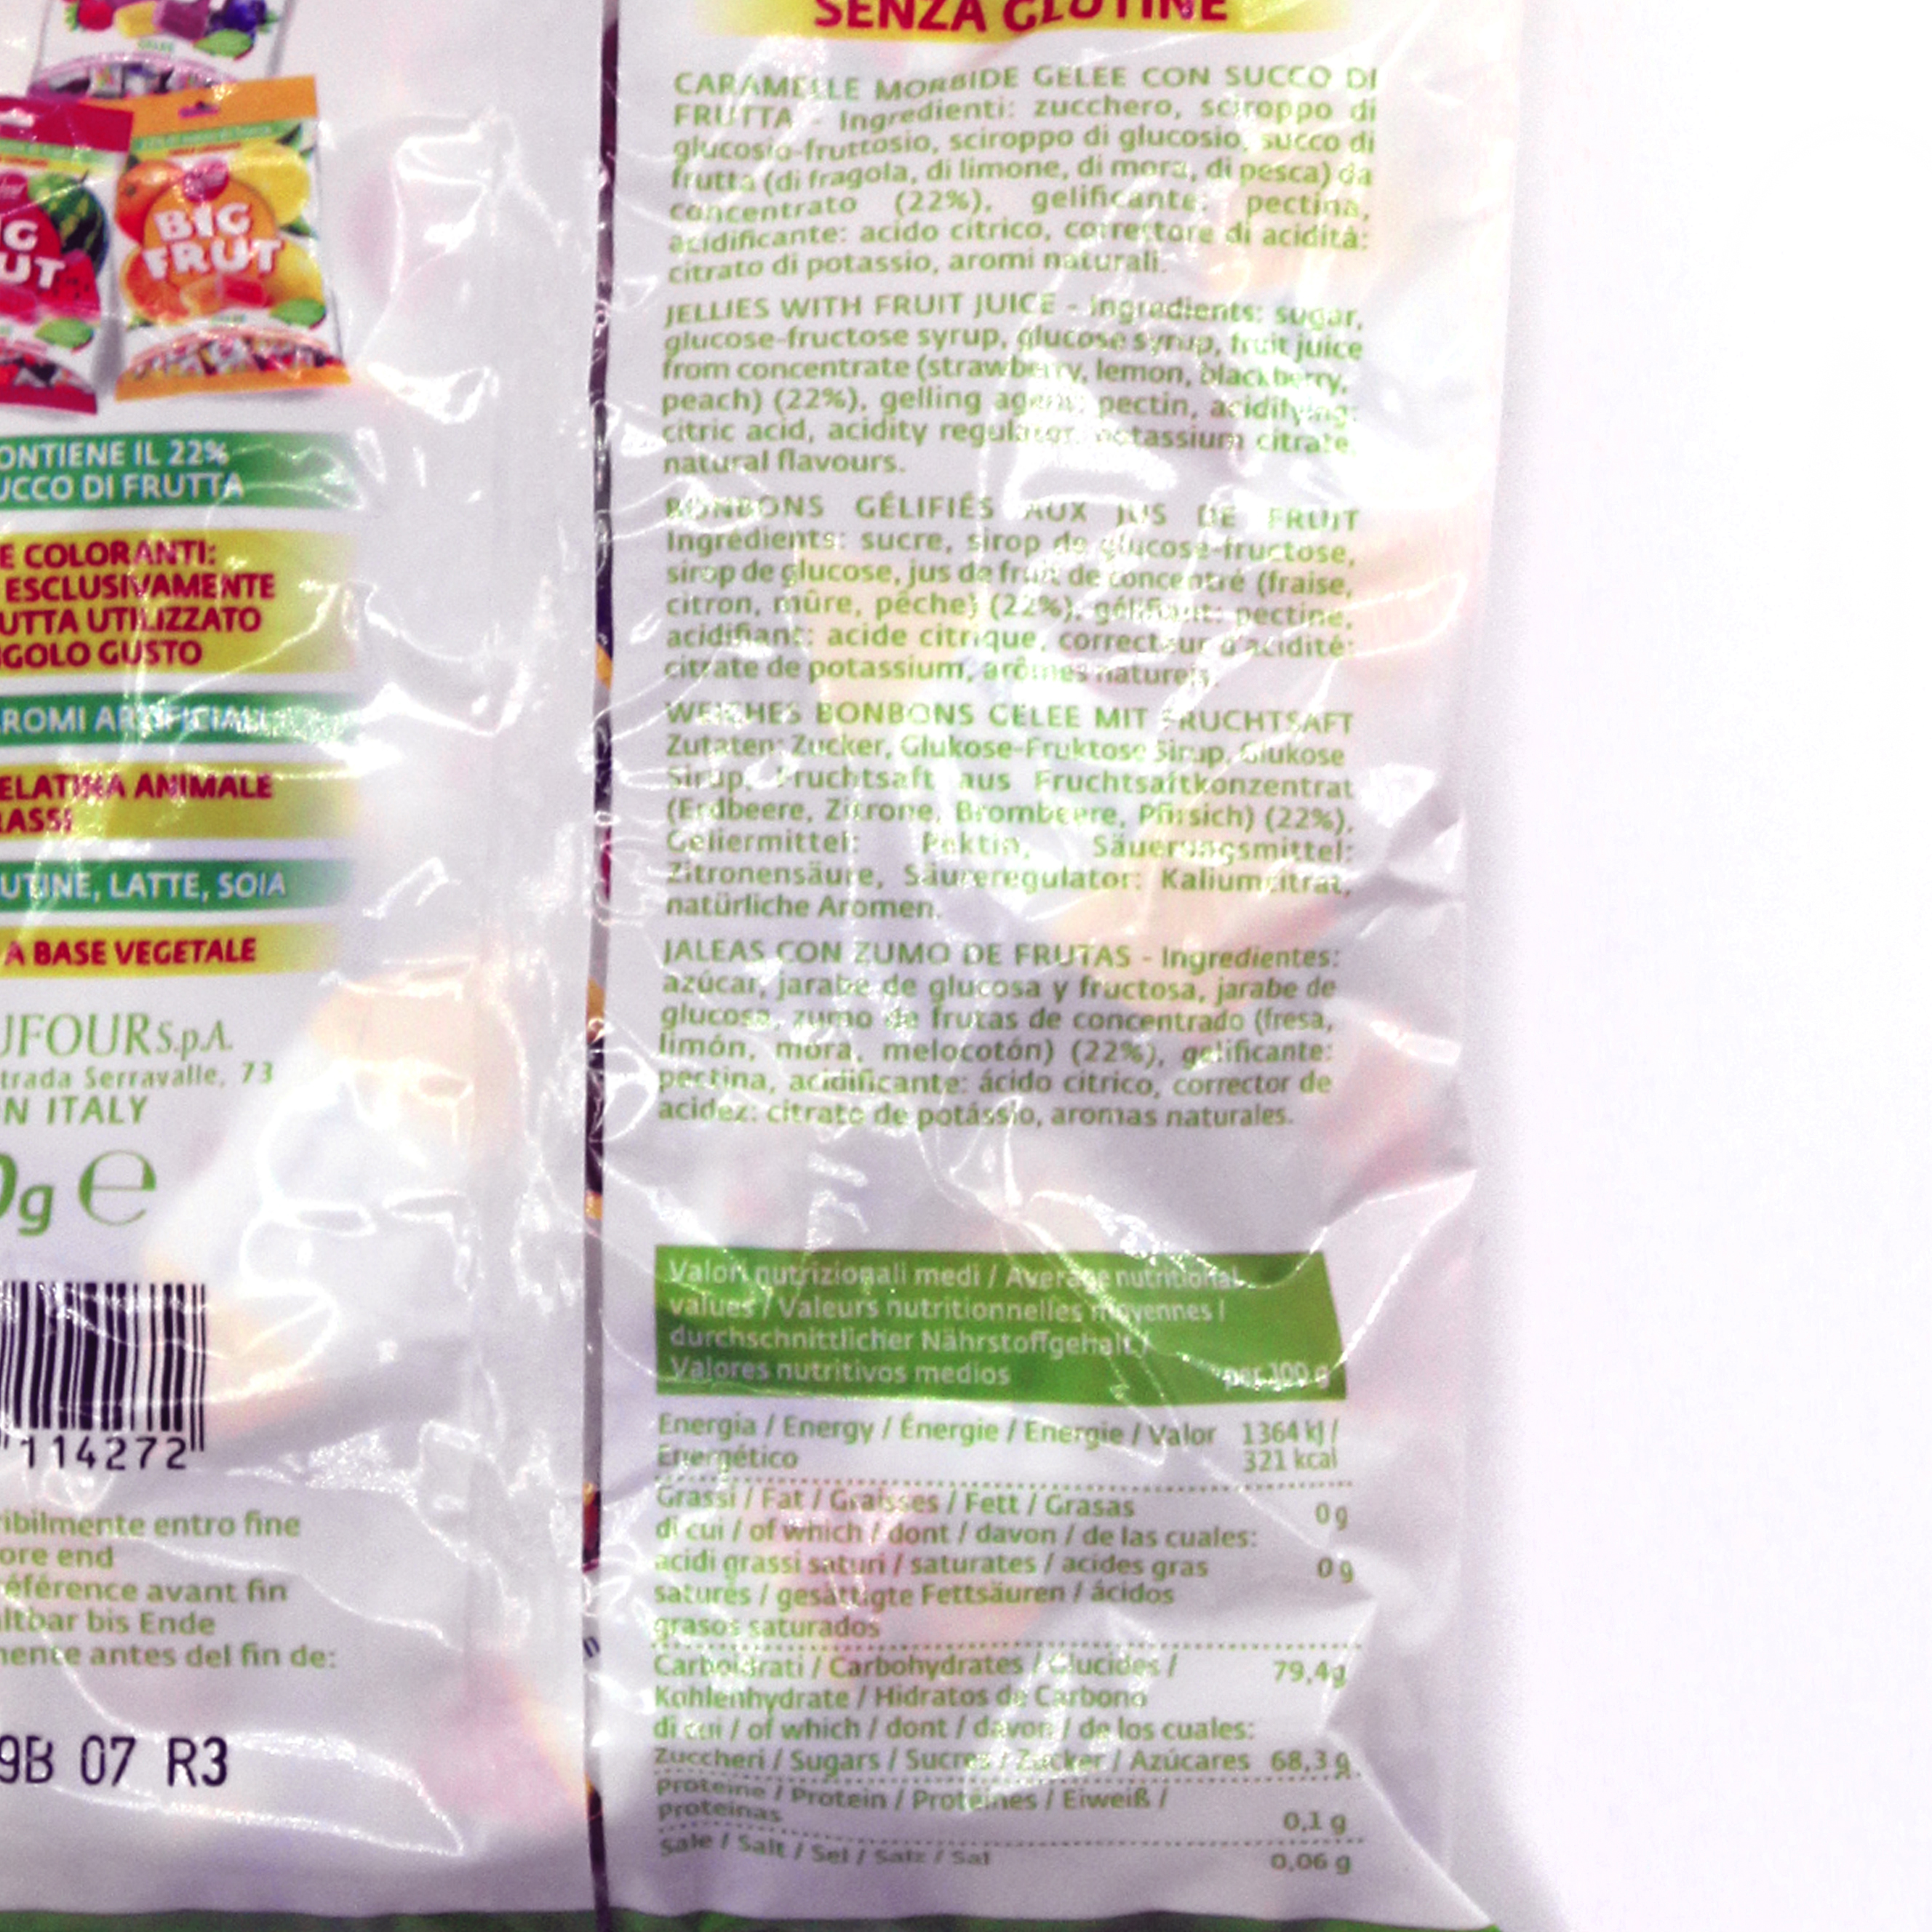 BIG
FRUT
ONTIENE IL 22%
UCCO DI FRUTTA
E COLORANTI:
ESCLUSIVAMENTE
UTTA UTILIZZATO
GOLO GUSTO
ROMI ARTIFICIALI
ELATINA ANIMALE
ASSI
UTINE, LATTE, SOIA
A BASE VEGETALE
UFOUR S.p.A.
trada Serravalle, 73
N ITALY
0g e
114272
ibilmente entro fine
ore end
éférence avant fin
altbar bis Ende
mente antes del fin de:
9B 07 R3
SENZA GLUTINE
CARAMELLE MORBIDE GELEE CON SUCCO DI
FRUTTA - Ingredienti: zucchero, sciroppo di
glucosio-fruttosio, sciroppo di glucosio, succo di
frutta (di fragola, di limone, di mora, di pesca) da
concentrato (22%), gelificante: pectina,
acidificante: acido citrico, correttore di acidità:
citrato di potassio, aromi naturali.
JELLIES WITH FRUIT JUICE - Ingredients: sugar,
glucose-fructose syrup, glucose syrup, fruit juice
from concentrate (strawberry, lemon, blackberry,
peach) (22%), gelling agent: pectin, acidifying:
citric acid, acidity regulator: potassium citrate
natural flavours.
BONBONS GÉLIFIÉS AUX JUS DE FRUIT
Ingrédients: sucre, sirop de glucose-fructose,
sirop de glucose, jus de fruit de concentré (fraise,
citron, mûre, pêche) (22%), gélifiant: pectine,
acidifiant: acide citrique, correcteur d'acidité:
citrate de potassium, arômes naturels.
WEICHES BONBONS GELEE MIT FRUCHTSAFT
Zutaten: Zucker, Glukose-Fruktose Sirup, Glukose
Sirup, Fruchtsaft aus Fruchtsaftkonzentrat
(Erdbeere, Zitrone, Brombeere, Pfirsich) (22%),
Geliermittel: Pektin, Säuerungsmittel:
Zitronensäure, Säureregulator: Kaliumcitrat,
natürliche Aromen.
JALEAS CON ZUMO DE FRUTAS - Ingredientes:
azúcar, jarabe de glucosa y fructosa, jarabe de
glucosa, zumo de frutas de concentrado (fresa,
limón, mora, melocotón) (22%), gelificante:
pectina, acidificante: ácido citrico, corrector de
acidez: citrato de potássio, aromas naturales.
Valori nutrizionali medi / Average nutritional
values / Valeurs nutritionnelles moyennes /
durchschnittlicher Nährstoffgehalt /
Valores nutritivos medios per 100 g
Energia / Energy / Énergie / Energie / Valor 1364 kJ /
Energético 321 kcal
Grassi / Fat / Graisses / Fett / Grasas 0 g
di cui / of which / dont / davon / de las cuales:
acidi grassi saturi / saturates / acides gras 0 g
saturés / gesättigte Fettsäuren / ácidos
grasos saturados
Carboidrati / Carbohydrates / Glucides / 79,4g
Kohlenhydrate / Hidratos de Carbono
di cui / of which / dont / davon / de los cuales:
Zuccheri / Sugars / Sucres / Zucker / Azúcares 68,3 g
Proteine / Protein / Protéines / Eiweiß /
proteinas 0,1 g
Sale / Salt / Sel / Salz / Sal 0,06 g